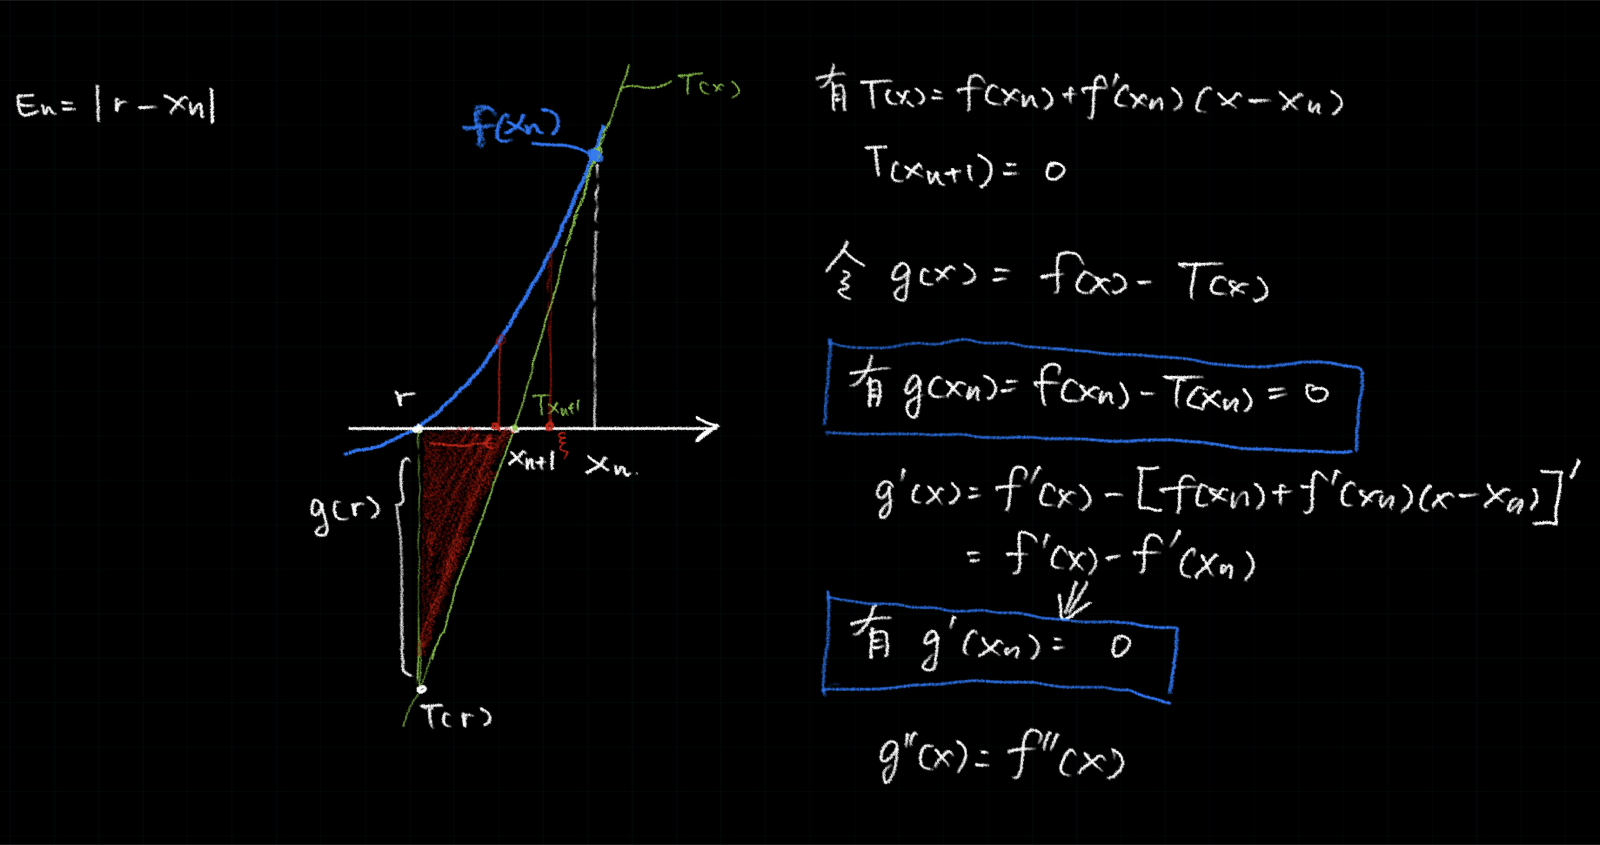 En = |r - xn|
T(x)
f(xn)
r
Txn+1
ξ
xn+1
xn.
g(r)
T(r)
有 T(x) = f(xn) + f'(xn)(x - xn)
T(xn+1) = 0
令 g(x) = f(x) - T(x)
有 g(xn) = f(xn) - T(xn) = 0
g'(x) = f'(x) - [f(xn) + f'(xn)(x - xn)]'
= f'(x) - f'(xn)
有 g'(xn) = 0
g''(x) = f''(x)